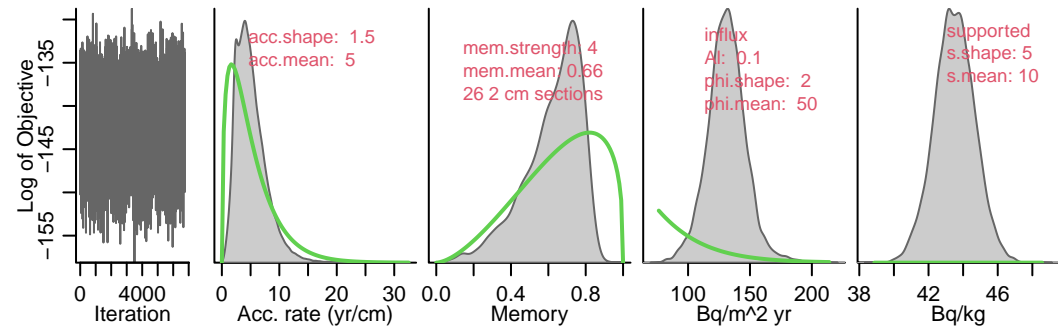 Log of Objective
−135
−145
−155
0
4000
Iteration
acc.shape: 1.5
acc.mean: 5
0
10
20
30
Acc. rate (yr/cm)
mem.strength: 4
mem.mean: 0.66
26 2 cm sections
0.0
0.4
0.8
Memory
influx
Al: 0.1
phi.shape: 2
phi.mean: 50
100
150
200
Bq/m^2 yr
supported
s.shape: 5
s.mean: 10
38
42
46
Bq/kg